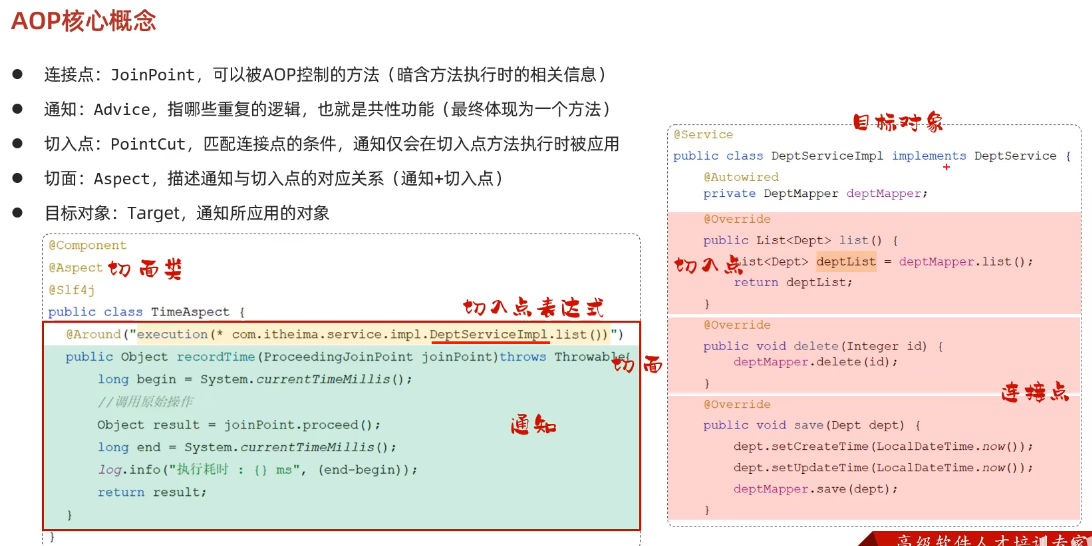 AOP核心概念
● 连接点：JoinPoint，可以被AOP控制的方法（暗含方法执行时的相关信息）
● 通知：Advice，指哪些重复的逻辑，也就是共性功能（最终体现为一个方法）
● 切入点：PointCut，匹配连接点的条件，通知仅会在切入点方法执行时被应用
● 切面：Aspect，描述通知与切入点的对应关系（通知+切入点）
● 目标对象：Target，通知所应用的对象
@Component
@Aspect 切面类
@Slf4j
public class TimeAspect {
切入点表达式
@Around("execution(* com.itheima.service.impl.DeptServiceImpl.list())")
public Object recordTime(ProceedingJoinPoint joinPoint)throws Throwable{
切面
long begin = System.currentTimeMillis();
//调用原始操作
Object result = joinPoint.proceed();
通知
long end = System.currentTimeMillis();
log.info("执行耗时 : {} ms", (end-begin));
return result;
}
}
目标对象
@Service
public class DeptServiceImpl implements DeptService {
@Autowired
private DeptMapper deptMapper;
@Override
public List<Dept> list() {
切入点
List<Dept> deptList = deptMapper.list();
return deptList;
}
@Override
public void delete(Integer id) {
deptMapper.delete(id);
}
连接点
@Override
public void save(Dept dept) {
dept.setCreateTime(LocalDateTime.now());
dept.setUpdateTime(LocalDateTime.now());
deptMapper.save(dept);
}
高级软件人才培训专家